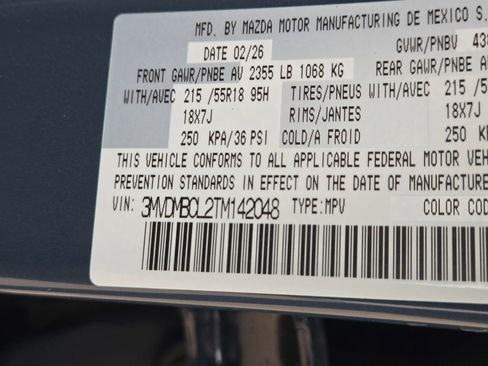 MFD. BY MAZDA MOTOR MANUFACTURING DE MEXICO S.
DATE 02/26 GVWR/PNBV
FRONT GAWR/PNBE AV 2355 LB 1068 KG REAR GAWR/PNBE
WITH/AVEC 215 /55R18 95H TIRES/PNEUS WITH/AVEC 215 /55R
18X7J RIMS/JANTES 18X7J
250 KPA/36 PSI COLD/A FROID 250 KPA
THIS VEHICLE CONFORMS TO ALL APPLICABLE FEDERAL MOTOR VEH
PREVENTION STANDARDS IN EFFECT ON THE DATE OF MANUFACT
VIN: 3MVDMBCL2TM142048 TYPE:MPV COLOR COD